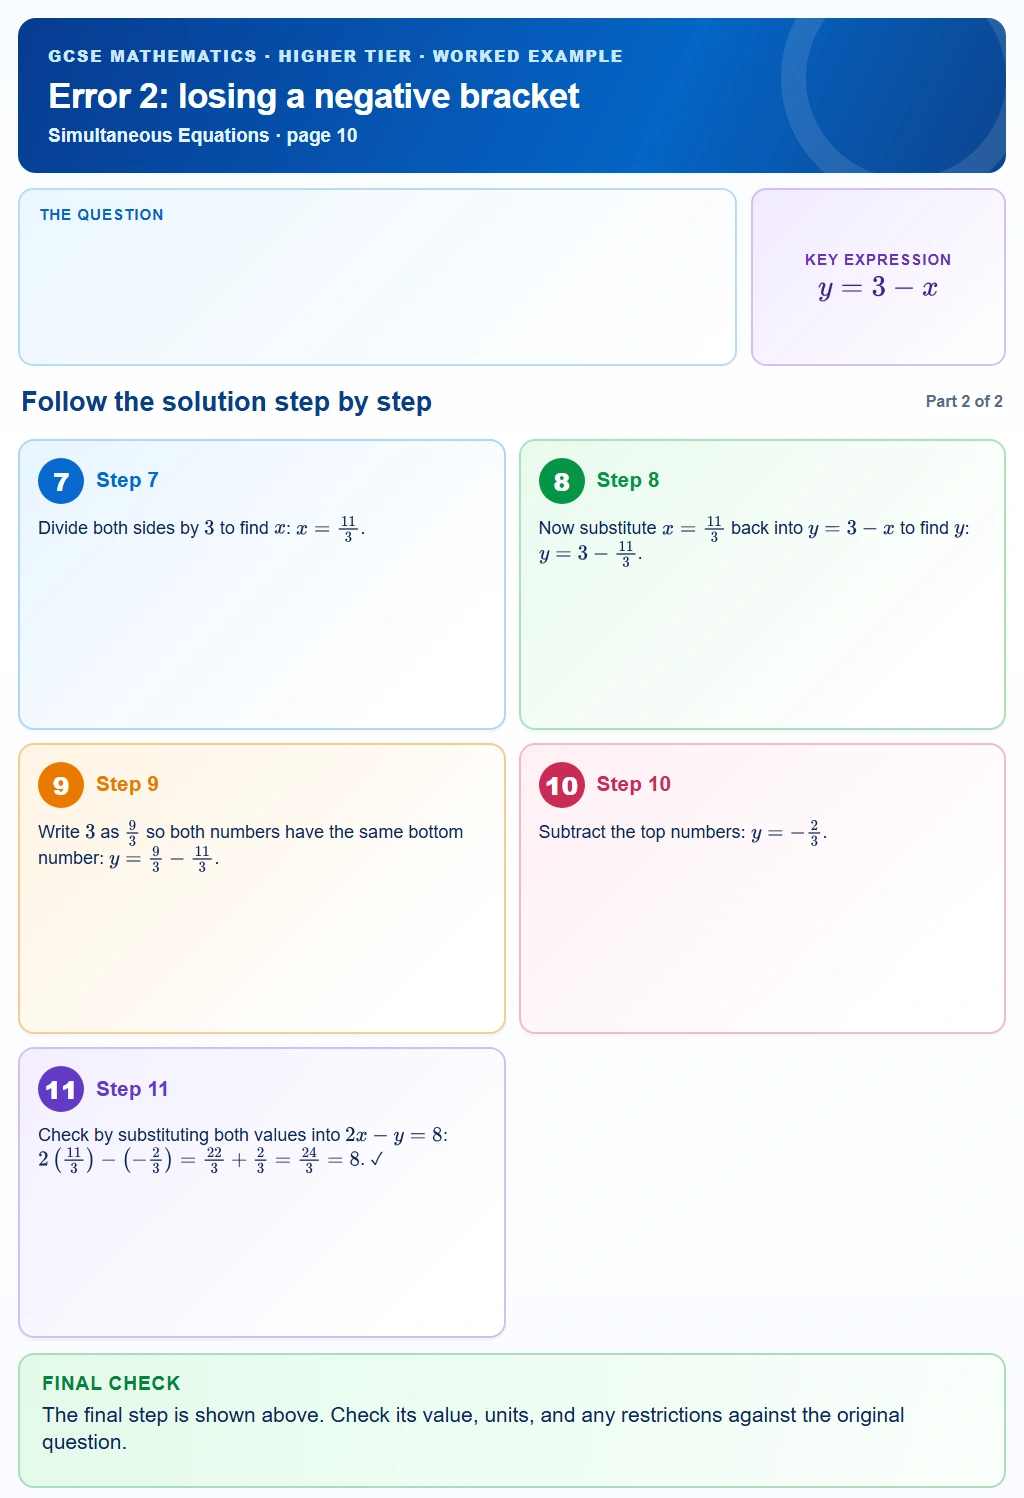 GCSE MATHEMATICS · HIGHER TIER · WORKED EXAMPLE
Error 2: losing a negative bracket
Simultaneous Equations · page 10
THE QUESTION
KEY EXPRESSION
y = 3 − x
Follow the solution step by step
Part 2 of 2
7 Step 7
Divide both sides by 3 to find x: x = 11/3.
8 Step 8
Now substitute x = 11/3 back into y = 3 − x to find y:
y = 3 − 11/3.
9 Step 9
Write 3 as 9/3 so both numbers have the same bottom
number: y = 9/3 − 11/3.
10 Step 10
Subtract the top numbers: y = −2/3.
11 Step 11
Check by substituting both values into 2x − y = 8:
2(11/3) − (−2/3) = 22/3 + 2/3 = 24/3 = 8. ✓
FINAL CHECK
The final step is shown above. Check its value, units, and any restrictions against the original
question.